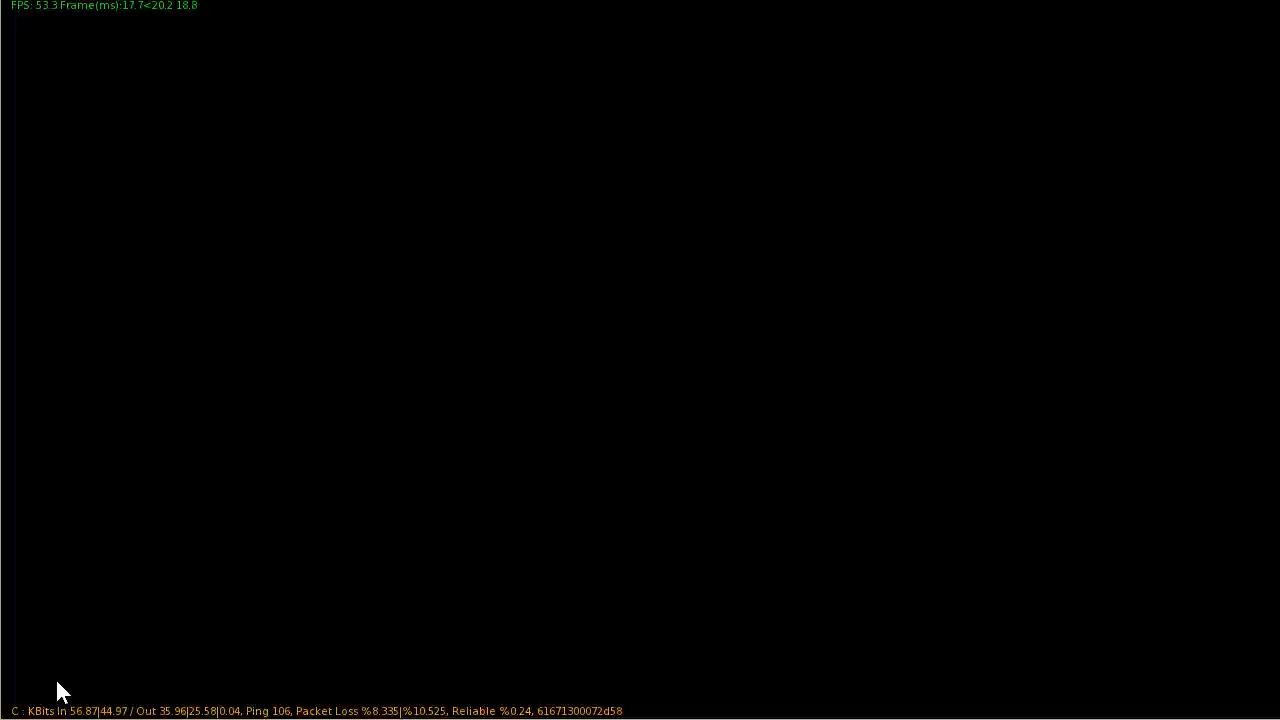 FPS: 53.3 Frame(ms):17.7<20.2 18.8
C : KBits In 56.87|44.97 / Out 35.96|25.58|0.04, Ping 106, Packet Loss %8.335|%10.525, Reliable %0.24, 61671300072d58